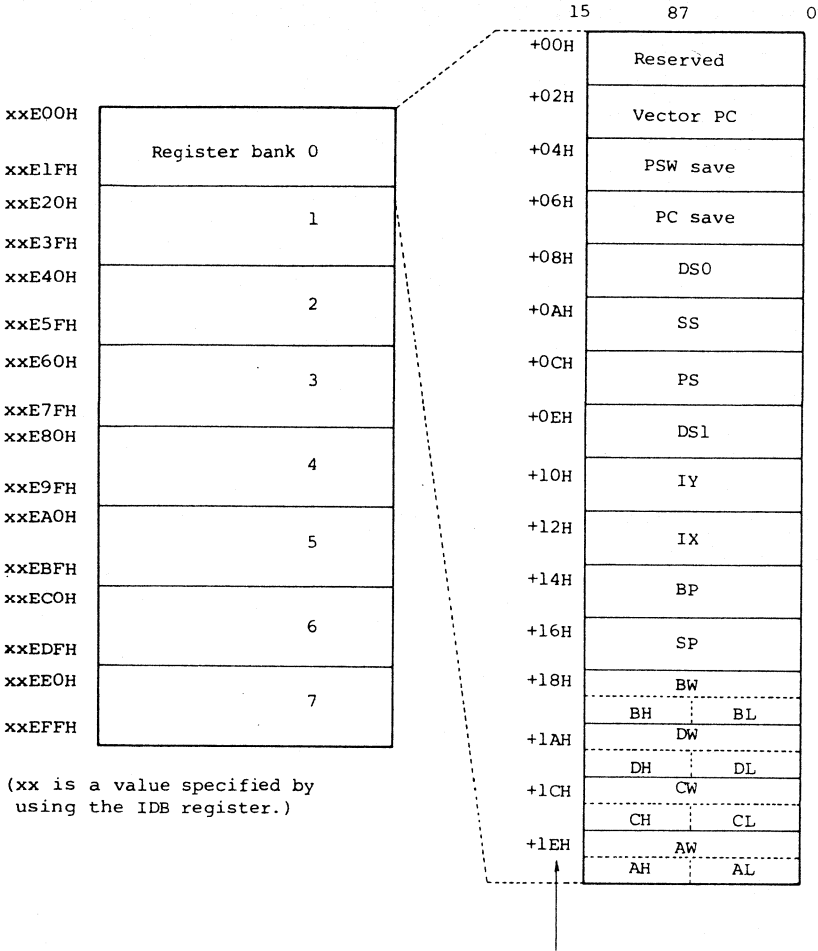 15 87 0
+00H Reserved
+02H Vector PC
+04H PSW save
+06H PC save
+08H DS0
+0AH SS
+0CH PS
+0EH DS1
+10H IY
+12H IX
+14H BP
+16H SP
+18H BW
BH BL
+1AH DW
DH DL
+1CH CW
CH CL
+1EH AW
AH AL
xxE00H
Register bank 0
xxE1FH
xxE20H
1
xxE3FH
xxE40H
2
xxE5FH
xxE60H
3
xxE7FH
xxE80H
4
xxE9FH
xxEA0H
5
xxEBFH
xxEC0H
6
xxEDFH
xxEE0H
7
xxEFFH
(xx is a value specified by
using the IDB register.)